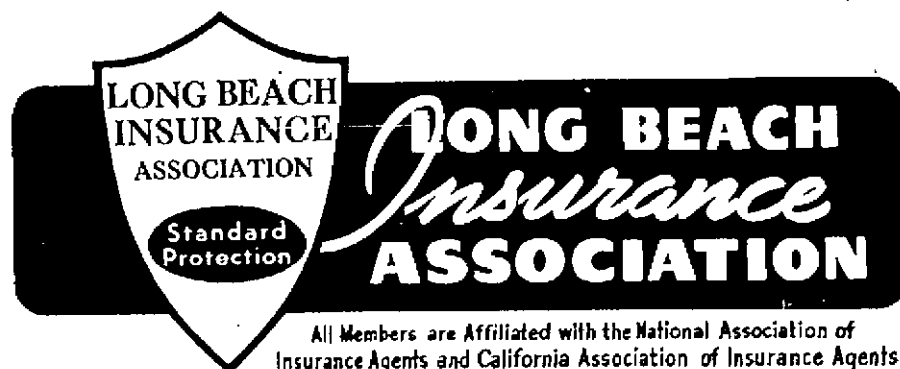 LONG BEACH
INSURANCE
ASSOCIATION
Standard
Protection
LONG BEACH
Insurance
ASSOCIATION
All Members are Affiliated with the National Association of
Insurance Agents and California Association of Insurance Agents